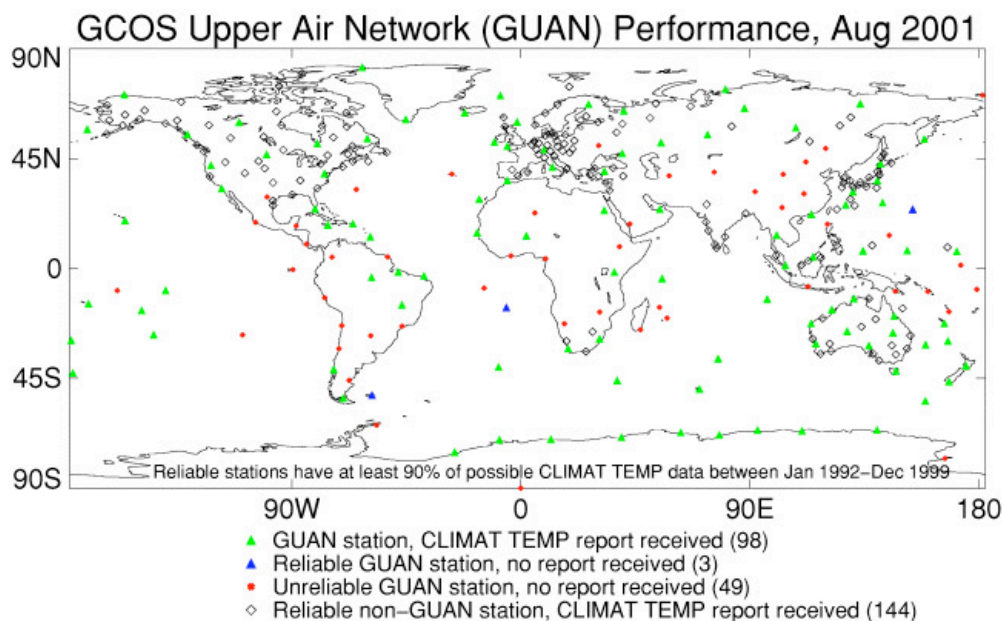 GCOS Upper Air Network (GUAN) Performance, Aug 2001
90N
45N
0
45S
90S
Reliable stations have at least 90% of possible CLIMAT TEMP data between Jan 1992–Dec 1999
90W 0 90E 180
GUAN station, CLIMAT TEMP report received (98)
Reliable GUAN station, no report received (3)
Unreliable GUAN station, no report received (49)
Reliable non–GUAN station, CLIMAT TEMP report received (144)